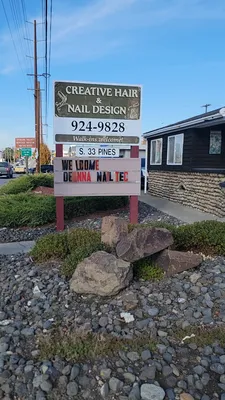 CREATIVE HAIR
&
NAIL DESIGN
924-9828
Walk-ins welcome!
S. 33 PINES
WELCOME
DEANNA NAIL TEC